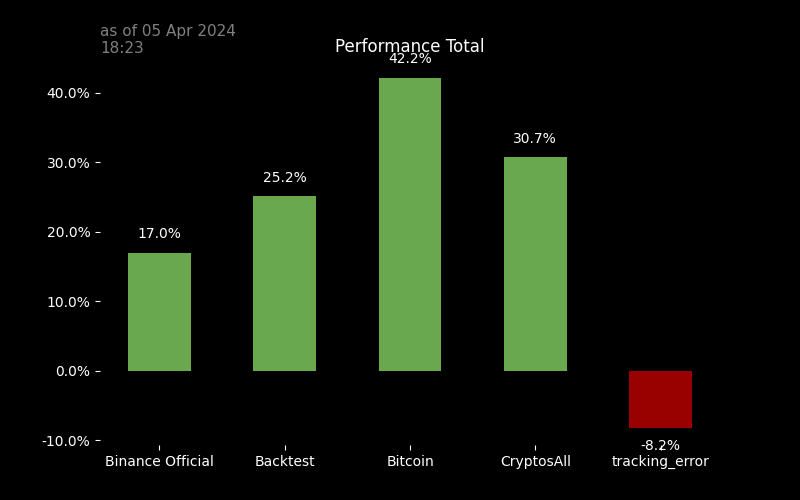 as of 05 Apr 2024
18:23
Performance Total
42.2%
40.0%
30.7%
30.0%
25.2%
20.0%
17.0%
10.0%
0.0%
-10.0%
-8.2%
Binance Official
Backtest
Bitcoin
CryptosAll
tracking_error